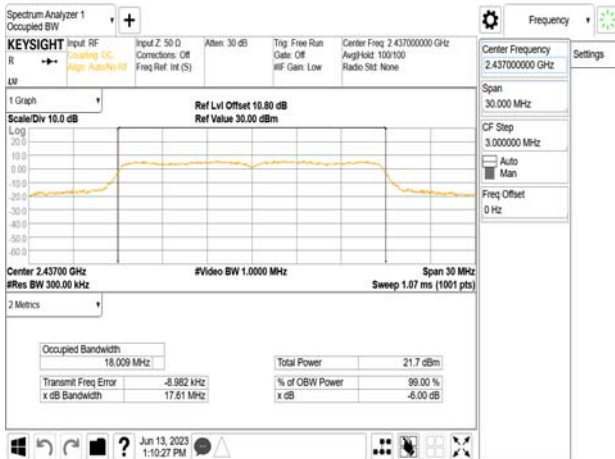 Spectrum Analyzer 1
Occupied BW
Frequency
KEYSIGHT
R
Input: RF
Coupling: DC
Align: Auto/No RF
Input Z: 50 Ω
Corrections: Off
Freq Ref: Int (S)
Atten: 30 dB
Trig: Free Run
Gate: Off
#IF Gain: Low
Center Freq: 2.437000000 GHz
Avg|Hold: 100/100
Radio Std: None
1 Graph
Scale/Div 10.0 dB
Ref Lvl Offset 10.80 dB
Ref Value 30.00 dBm
Log
20.0
10.0
0.00
-10.0
-20.0
-30.0
-40.0
-50.0
-60.0
Center 2.43700 GHz
#Res BW 300.00 kHz
#Video BW 1.0000 MHz
Span 30 MHz
Sweep 1.07 ms (1001 pts)
2 Metrics
Occupied Bandwidth
18.009 MHz
Transmit Freq Error -8.982 kHz
x dB Bandwidth 17.61 MHz
Total Power 21.7 dBm
% of OBW Power 99.00 %
x dB -6.00 dB
Jun 13, 2023
1:10:27 PM
Center Frequency
2.437000000 GHz
Settings
Span
30.000 MHz
CF Step
3.000000 MHz
Auto
Man
Freq Offset
0 Hz